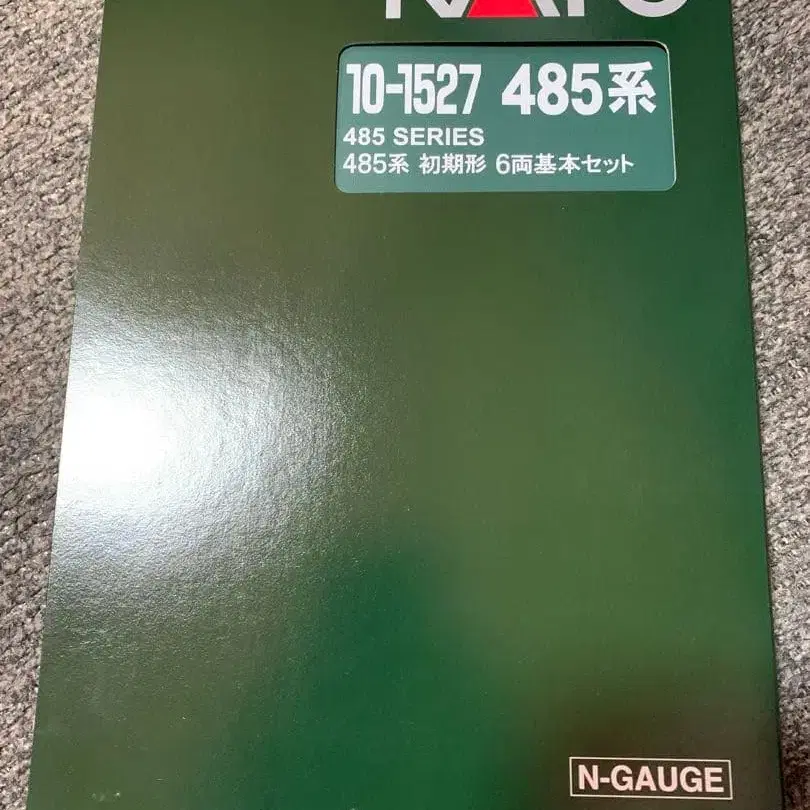 KATO
10-1527 485系
485 SERIES
485系 初期形 6両基本セット
N-GAUGE